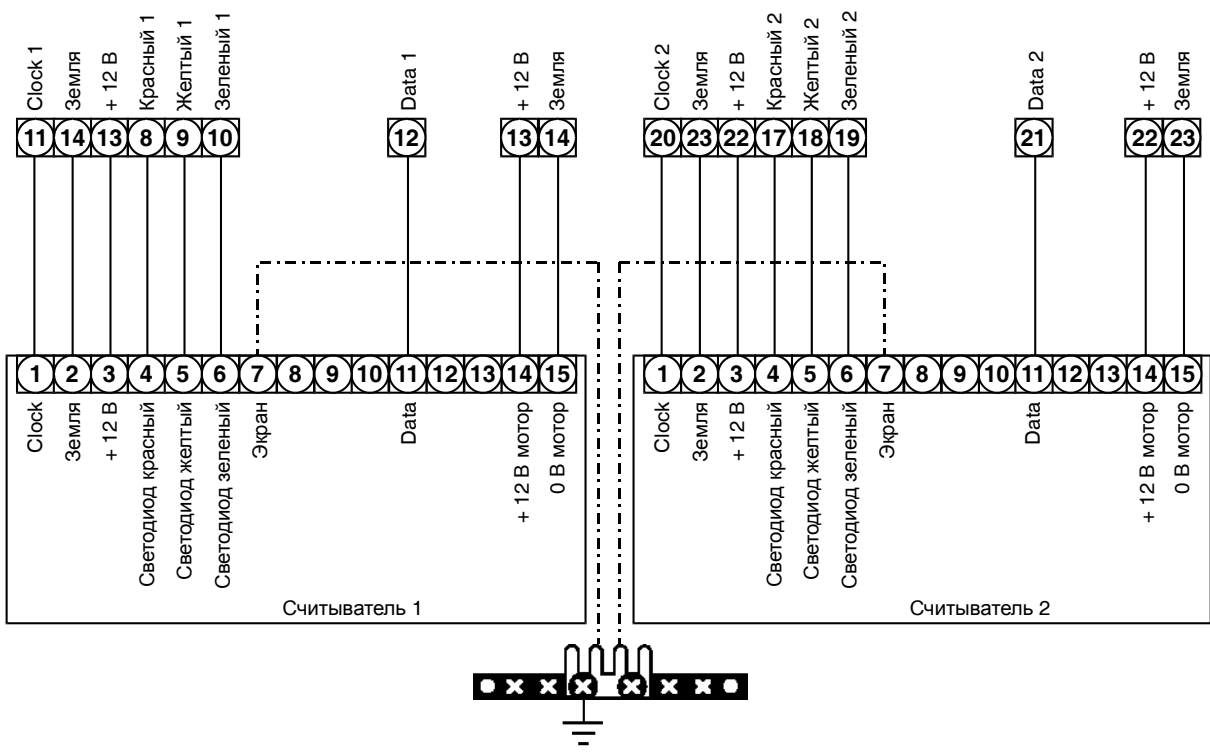 Clock 1
Земля
+ 12 В
Красный 1
Желтый 1
Зеленый 1
Data 1
+ 12 В
Земля
Clock 2
Земля
+ 12 В
Красный 2
Желтый 2
Зеленый 2
Data 2
+ 12 В
Земля
11 14 13 8 9 10 12 13 14
20 23 22 17 18 19 21 22 23
1 2 3 4 5 6 7 8 9 10 11 12 13 14 15
1 2 3 4 5 6 7 8 9 10 11 12 13 14 15
Clock
Земля
+ 12 В
Светодиод красный
Светодиод желтый
Светодиод зеленый
Экран
Data
+ 12 В мотор
0 В мотор
Считыватель 1
Clock
Земля
+ 12 В
Светодиод красный
Светодиод желтый
Светодиод зеленый
Экран
Data
+ 12 В мотор
0 В мотор
Считыватель 2